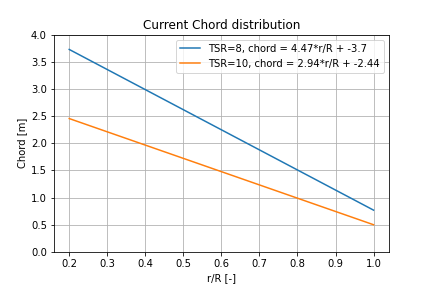 Current Chord distribution
TSR=8, chord = 4.47*r/R + -3.7
TSR=10, chord = 2.94*r/R + -2.44
Chord [m]
4.0
3.5
3.0
2.5
2.0
1.5
1.0
0.5
0.0
0.2 0.3 0.4 0.5 0.6 0.7 0.8 0.9 1.0
r/R [-]